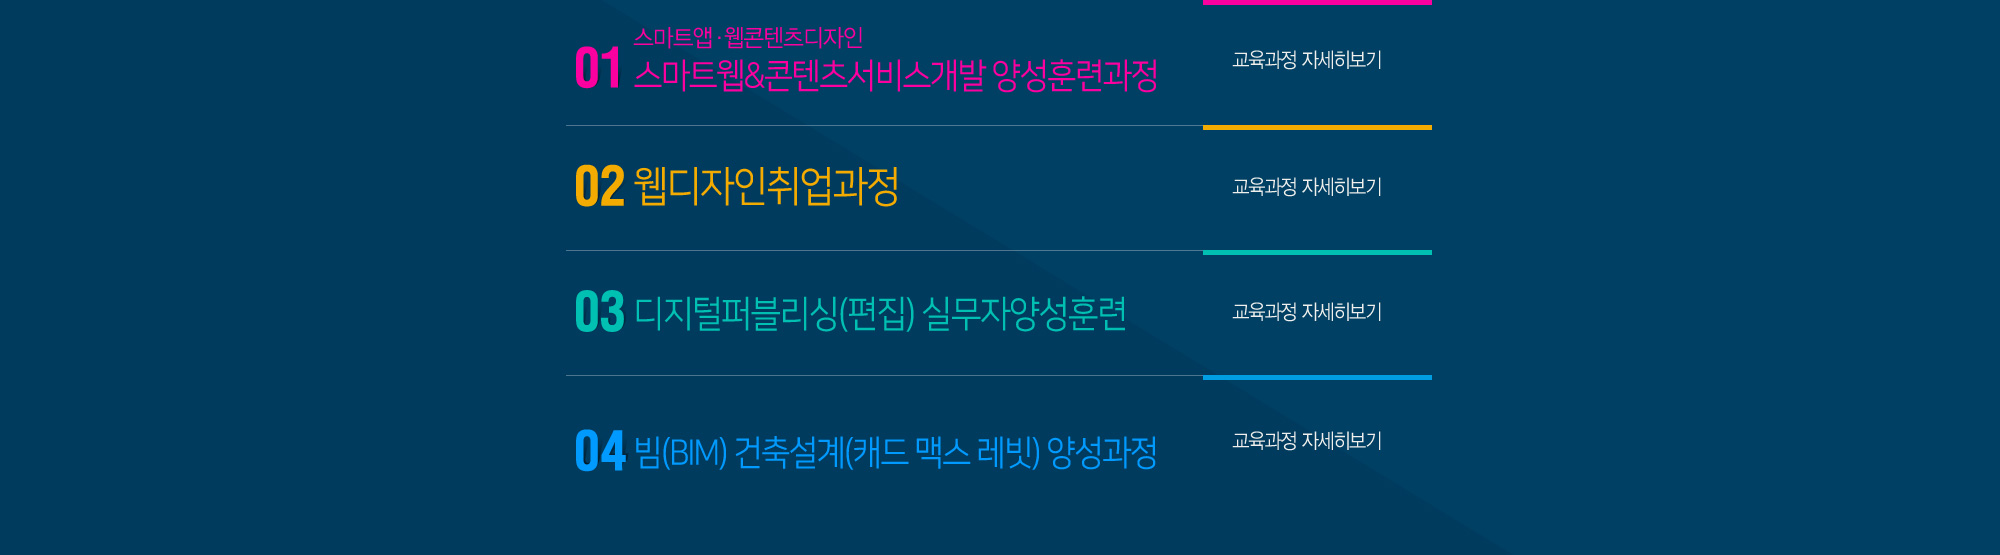 01 스마트앱·웹콘텐츠디자인
스마트웹&콘텐츠서비스개발 양성훈련과정
교육과정 자세히보기
02 웹디자인취업과정
교육과정 자세히보기
03 디지털퍼블리싱(편집) 실무자양성훈련
교육과정 자세히보기
04 빔(BIM) 건축설계(캐드 맥스 레빗) 양성과정
교육과정 자세히보기